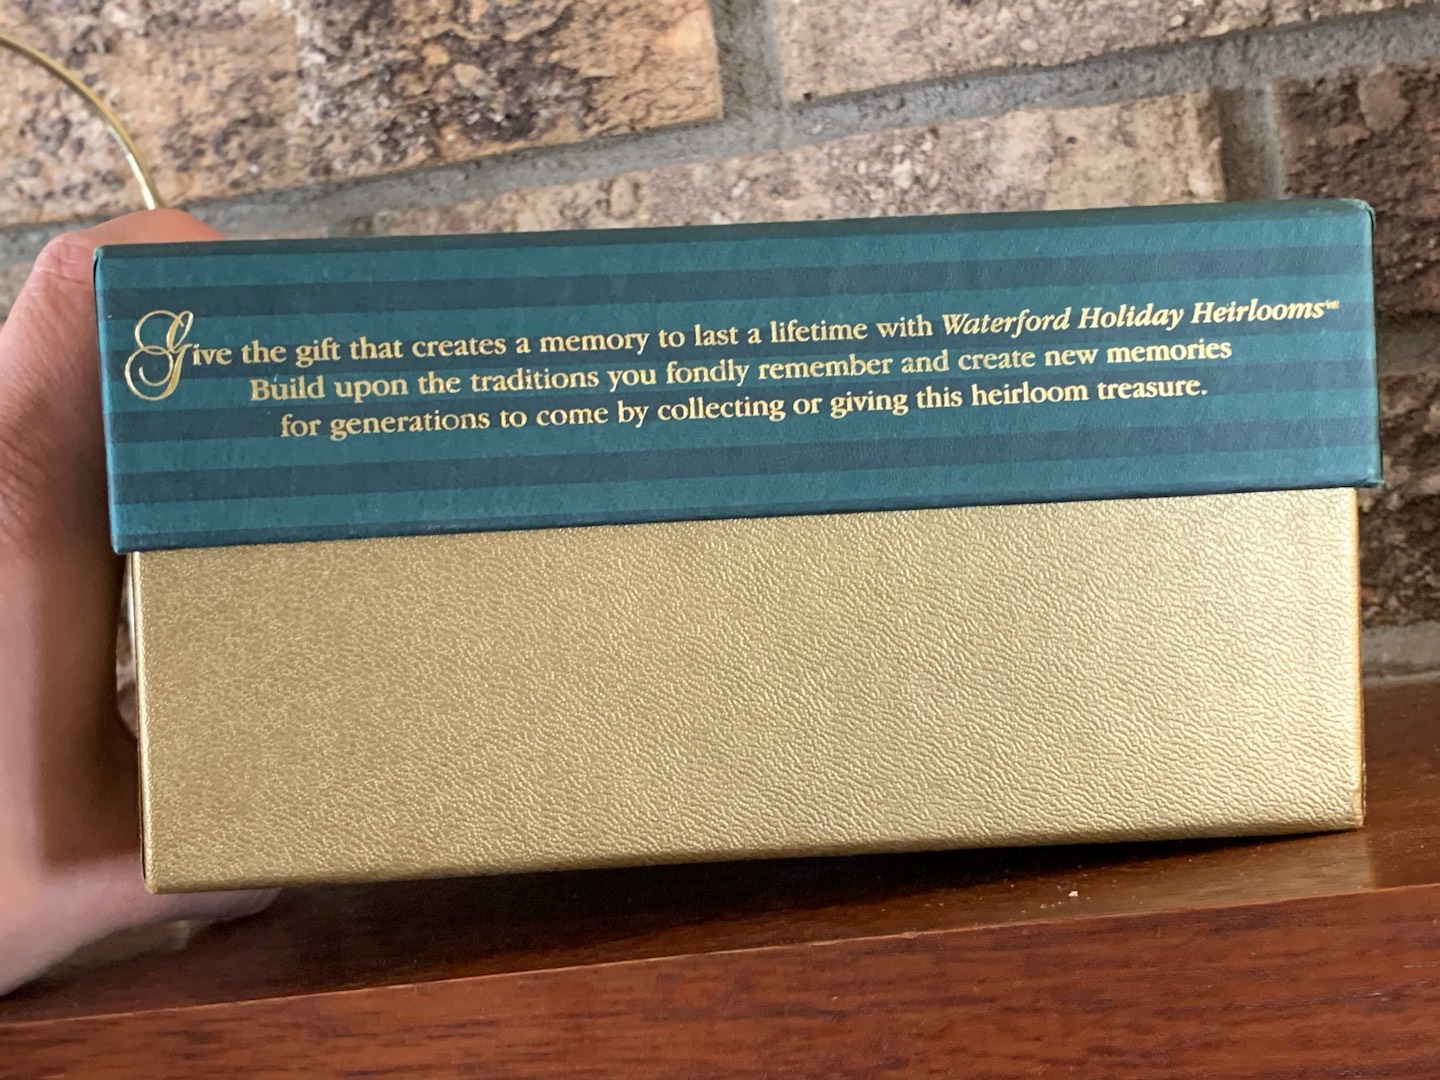 Give the gift that creates a memory to last a lifetime with Waterford Holiday Heirlooms™
Build upon the traditions you fondly remember and create new memories
for generations to come by collecting or giving this heirloom treasure.